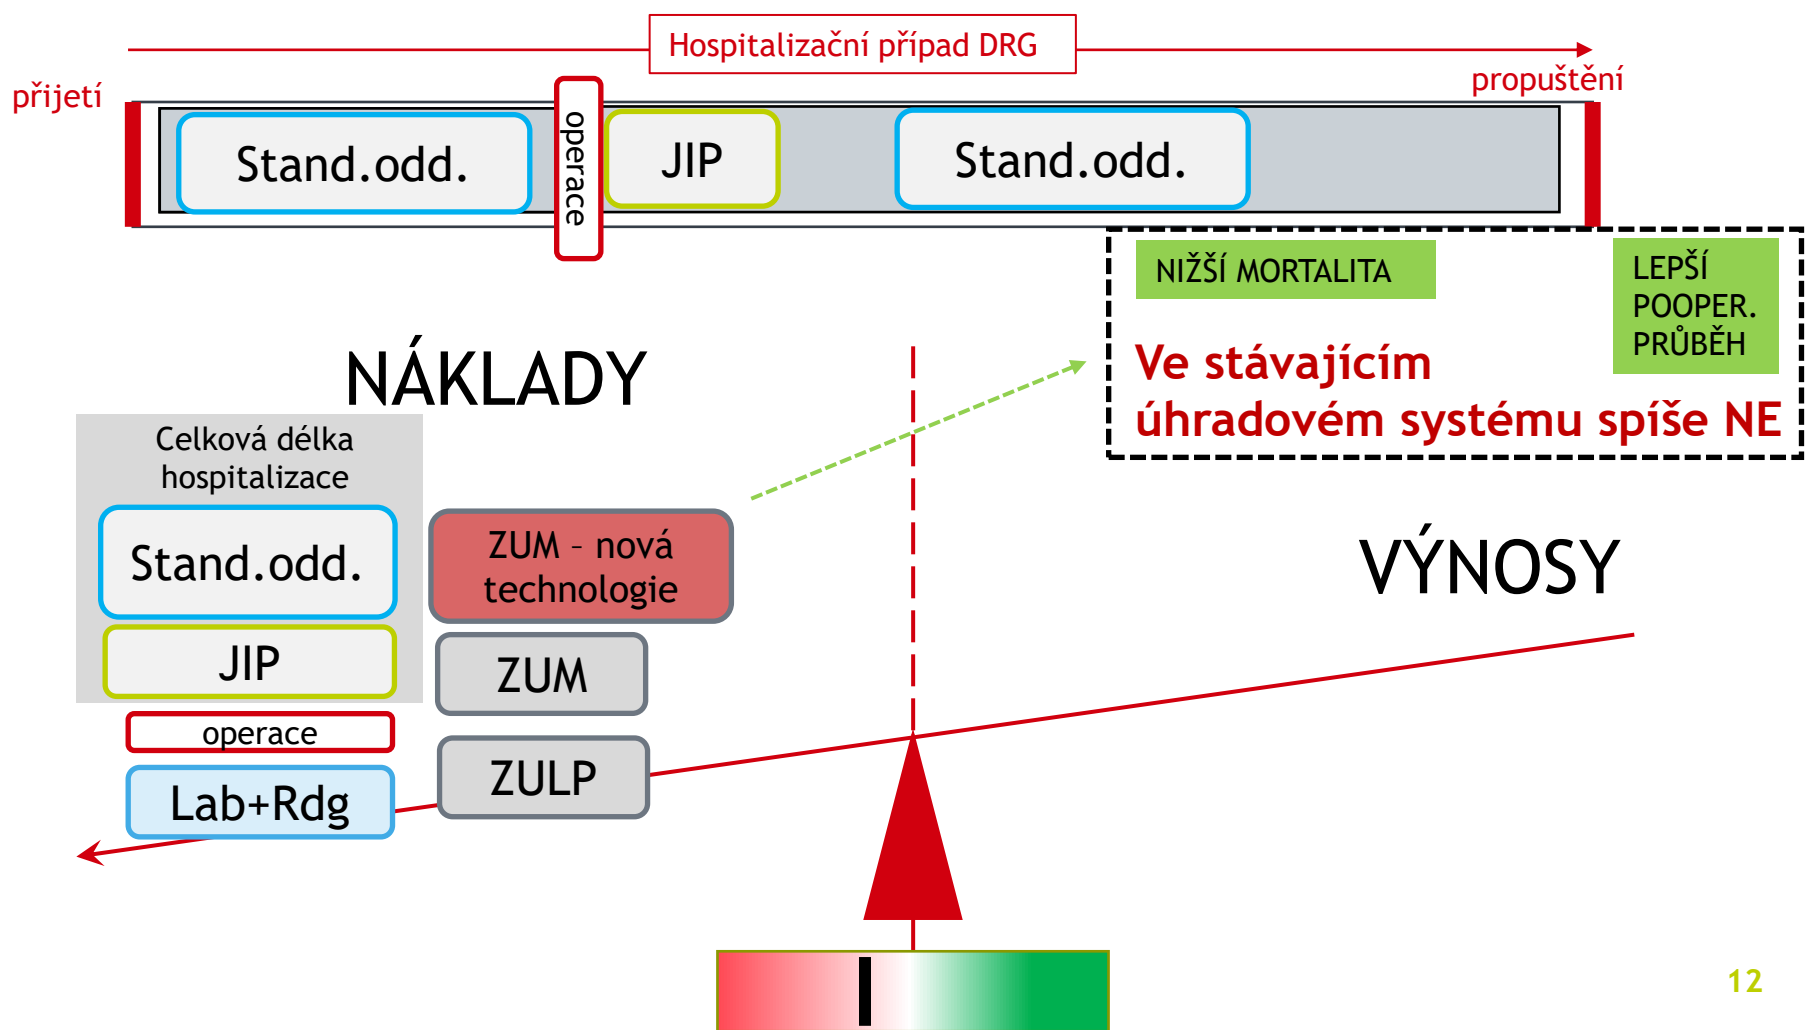 Hospitalizační případ DRG
přijetí
propuštění
Stand.odd.
operace
JIP
Stand.odd.
NIŽŠÍ MORTALITA
LEPŠÍ
POOPER.
PRŮBĚH
Ve stávajícím
úhradovém systému spíše NE
NÁKLADY
Celková délka
hospitalizace
Stand.odd.
ZUM – nová
technologie
VÝNOSY
JIP
ZUM
operace
ZULP
Lab+Rdg
12